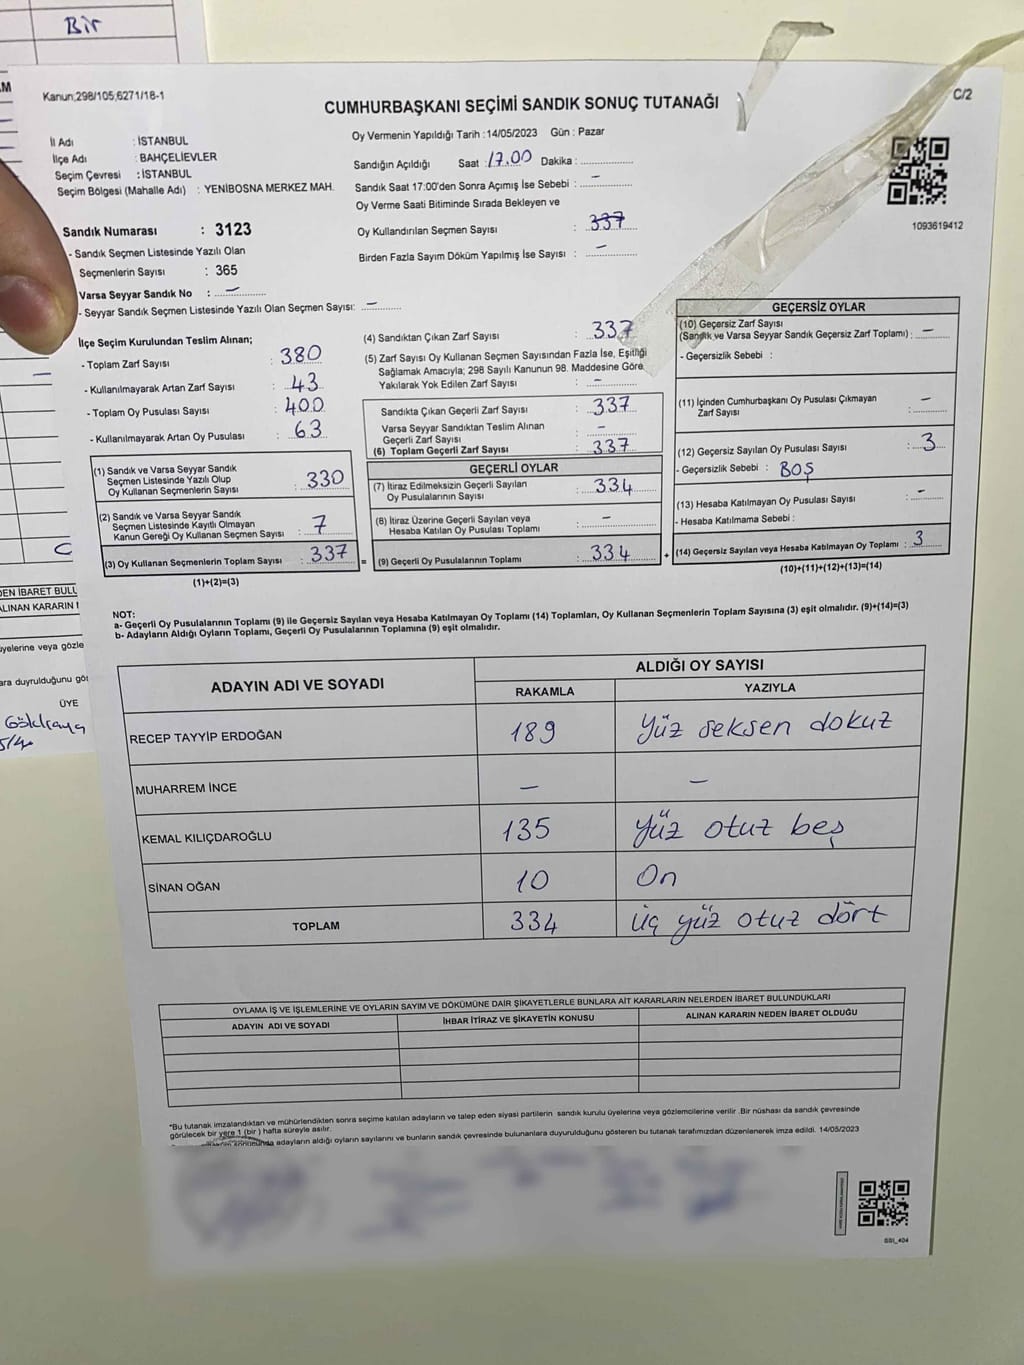 Bir
Kanun;298/105;6271/18-1
CUMHURBAŞKANI SEÇİMİ SANDIK SONUÇ TUTANAĞI
C/2
İl Adı : İSTANBUL
İlçe Adı : BAHÇELİEVLER
Seçim Çevresi : İSTANBUL
Seçim Bölgesi (Mahalle Adı) : YENİBOSNA MERKEZ MAH.
Sandık Numarası : 3123
- Sandık Seçmen Listesinde Yazılı Olan
Seçmenlerin Sayısı : 365
Varsa Seyyar Sandık No : —
- Seyyar Sandık Seçmen Listesinde Yazılı Olan Seçmen Sayısı: —
Oy Vermenin Yapıldığı Tarih :14/05/2023 Gün : Pazar
Sandığın Açıldığı Saat :17.00 Dakika :
Sandık Saat 17:00'den Sonra Açımış İse Sebebi : —
Oy Verme Saati Bitiminde Sırada Bekleyen ve
Oy Kullandırılan Seçmen Sayısı : 337
Birden Fazla Sayım Döküm Yapılmış İse Sayısı : —
1093619412
İlçe Seçim Kurulundan Teslim Alınan;
- Toplam Zarf Sayısı : 380
- Kullanılmayarak Artan Zarf Sayısı : 43
- Toplam Oy Pusulası Sayısı : 400
- Kullanılmayarak Artan Oy Pusulası : 63
(1) Sandık ve Varsa Seyyar Sandık
Seçmen Listesinde Yazılı Olup
Oy Kullanan Seçmenlerin Sayısı : 330
(2) Sandık ve Varsa Seyyar Sandık
Seçmen Listesinde Kayıtlı Olmayan
Kanun Gereği Oy Kullanan Seçmen Sayısı : 7
(3) Oy Kullanan Seçmenlerin Toplam Sayısı : 337
(1)+(2)=(3)
(4) Sandıktan Çıkan Zarf Sayısı : 337
(5) Zarf Sayısı Oy Kullanan Seçmen Sayısından Fazla İse, Eşitliği
Sağlamak Amacıyla; 298 Sayılı Kanunun 98. Maddesine Göre
Yakılarak Yok Edilen Zarf Sayısı : —
Sandıkta Çıkan Geçerli Zarf Sayısı : 337
Varsa Seyyar Sandıktan Teslim Alınan
Geçerli Zarf Sayısı : —
(6) Toplam Geçerli Zarf Sayısı : 337
GEÇERLİ OYLAR
(7) İtiraz Edilmeksizin Geçerli Sayılan
Oy Pusulalarının Sayısı : 334
(8) İtiraz Üzerine Geçerli Sayılan veya
Hesaba Katılan Oy Pusulası Toplamı : —
= (9) Geçerli Oy Pusulalarının Toplamı : 334 +
GEÇERSİZ OYLAR
(10) Geçersiz Zarf Sayısı
(Sandık ve Varsa Seyyar Sandık Geçersiz Zarf Toplamı) : —
- Geçersizlik Sebebi :
(11) İçinden Cumhurbaşkanı Oy Pusulası Çıkmayan
Zarf Sayısı : —
(12) Geçersiz Sayılan Oy Pusulası Sayısı : 3
- Geçersizlik Sebebi : BOŞ
(13) Hesaba Katılmayan Oy Pusulası Sayısı : —
- Hesaba Katılmama Sebebi :
(14) Geçersiz Sayılan veya Hesaba Katılmayan Oy Toplamı : 3
(10)+(11)+(12)+(13)=(14)
NOT:
a- Geçerli Oy Pusulalarının Toplamı (9) ile Geçersiz Sayılan veya Hesaba Katılmayan Oy Toplamı (14) Toplamları, Oy Kullanan Seçmenlerin Toplam Sayısına (3) eşit olmalıdır. (9)+(14)=(3)
b- Adayların Aldığı Oyların Toplamı, Geçerli Oy Pusulalarının Toplamına (9) eşit olmalıdır.
ADAYIN ADI VE SOYADI ALDIĞI OY SAYISI
RAKAMLA YAZIYLA
RECEP TAYYİP ERDOĞAN 189 Yüz seksen dokuz
MUHARREM İNCE — —
KEMAL KILIÇDAROĞLU 135 Yüz otuz beş
SİNAN OĞAN 10 On
TOPLAM 334 Üç yüz otuz dört
OYLAMA İŞ VE İŞLEMLERİNE VE OYLARIN SAYIM VE DÖKÜMÜNE DAİR ŞİKAYETLERLE BUNLARA AİT KARARLARIN NELERDEN İBARET BULUNDUKLARI
ADAYIN ADI VE SOYADI İHBAR İTİRAZ VE ŞİKAYETİN KONUSU ALINAN KARARIN NEDEN İBARET OLDUĞU
*Bu tutanak imzalandıktan ve mühürlendikten sonra seçime katılan adayların ve talep eden siyasi partilerin sandık kurulu üyelerine veya gözlemcilerine verilir .Bir nüshası da sandık çevresinde
görülecek bir yere 1 (bir ) hafta süreyle asılır.
adayların aldığı oyların sayılarını ve bunların sandık çevresinde bulunanlara duyurulduğunu gösteren bu tutanak tarafımızdan düzenlenerek imza edildi. 14/05/2023
DEN İBARET BULU
ALINAN KARARIN
üyelerine veya gözle
ara duyrulduğunu gö
ÜYE
SSI_404